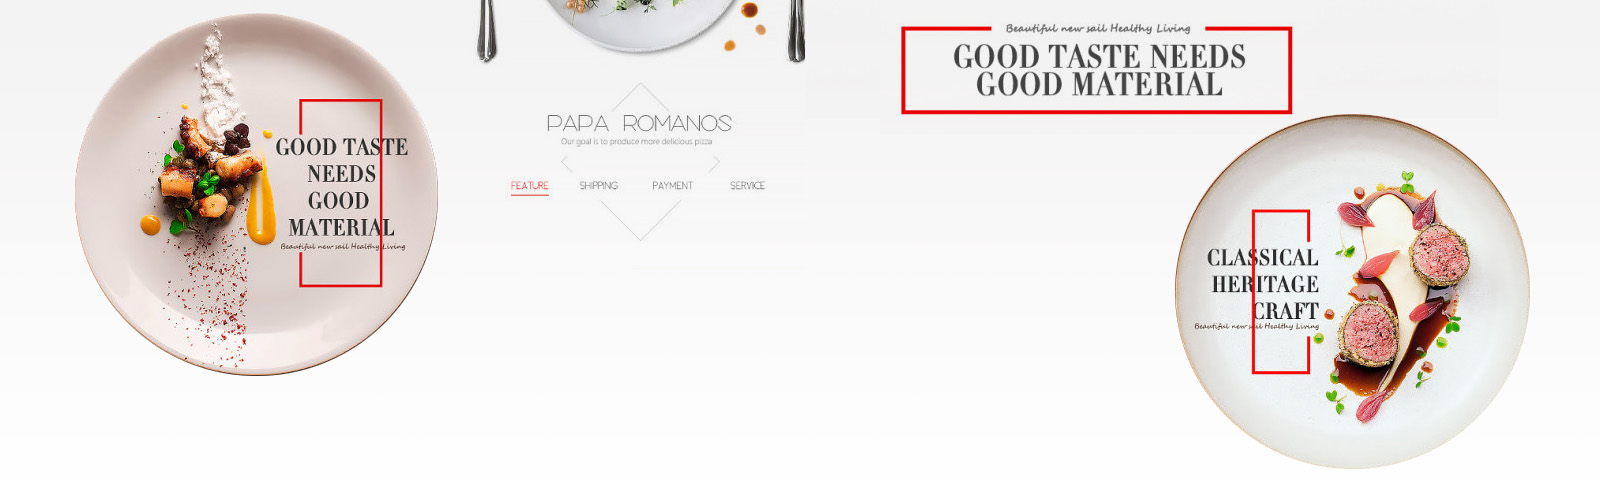 GOOD TASTE
NEEDS
GOOD
MATERIAL
Beautiful new sail Healthy Living
PAPA ROMANOS
Our goal is to produce more delicious pizza
FEATURE SHIPPING PAYMENT SERVICE
Beautiful new sail Healthy Living
GOOD TASTE NEEDS
GOOD MATERIAL
CLASSICAL
HERITAGE
CRAFT
Beautiful new sail Healthy Living